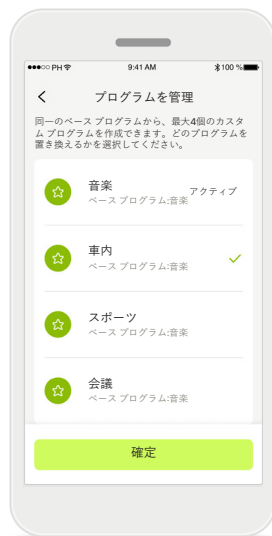 ●●●○○ PH 9:41 AM 100 %
プログラムを管理
同一のベース プログラムから、最大4個のカスタ
ム プログラムを作成できます。どのプログラムを
置き換えるかを選択してください。
音楽
アクティブ
ベース プログラム:音楽
車内
ベース プログラム:音楽
スポーツ
ベース プログラム:音楽
会議
ベース プログラム:音楽
確定